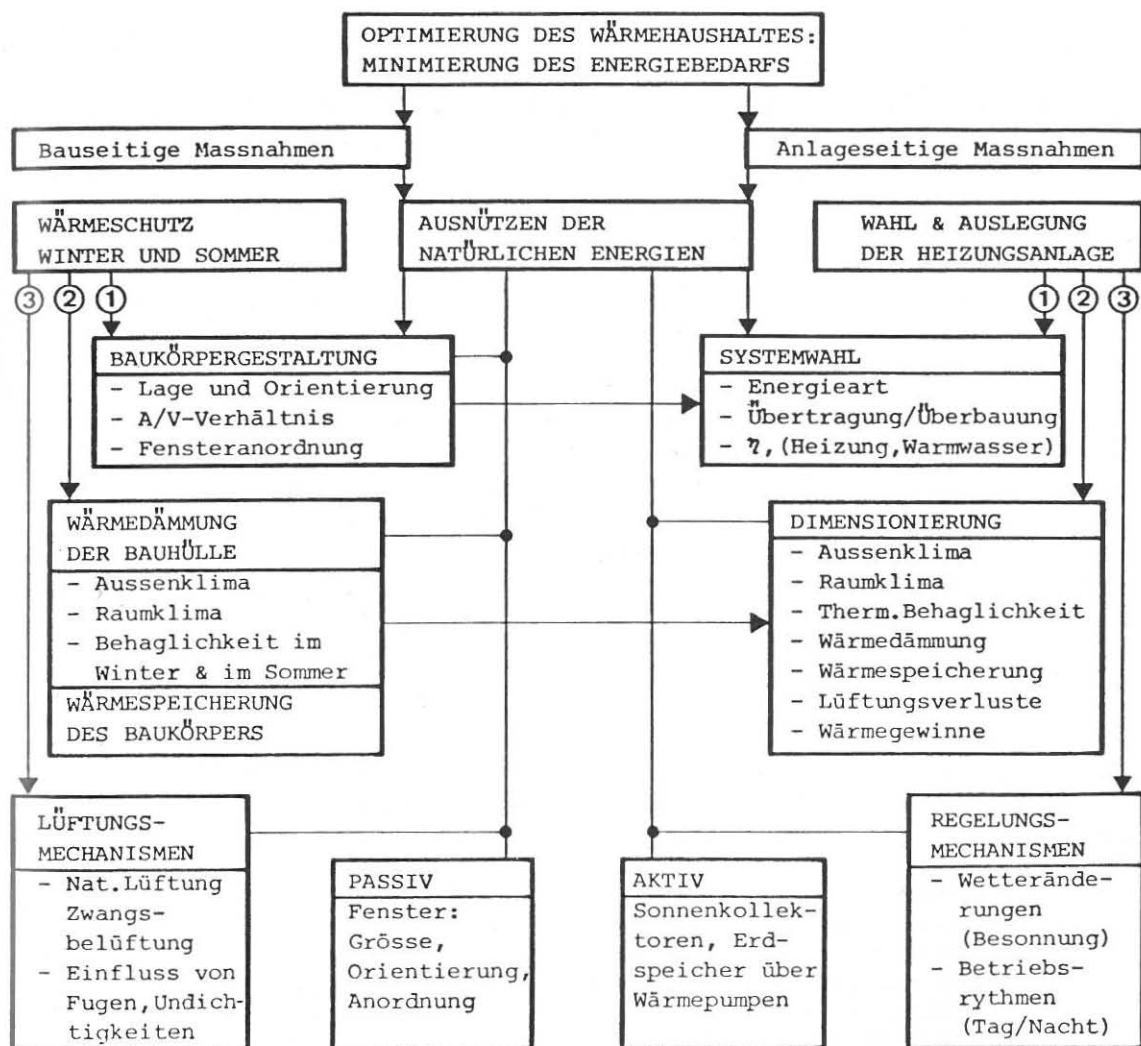 OPTIMIERUNG DES WÄRMEHAUSHALTES:
MINIMIERUNG DES ENERGIEBEDARFS
Bauseitige Massnahmen
Anlageseitige Massnahmen
WÄRMESCHUTZ
WINTER UND SOMMER
AUSNÜTZEN DER
NATÜRLICHEN ENERGIEN
WAHL & AUSLEGUNG
DER HEIZUNGSANLAGE
3 2 1
1 2 3
BAUKÖRPERGESTALTUNG
- Lage und Orientierung
- A/V-Verhältnis
- Fensteranordnung
SYSTEMWAHL
- Energieart
- Übertragung/Überbauung
- η,(Heizung,Warmwasser)
WÄRMEDÄMMUNG
DER BAUHÜLLE
- Aussenklima
- Raumklima
- Behaglichkeit im
Winter & im Sommer
WÄRMESPEICHERUNG
DES BAUKÖRPERS
DIMENSIONIERUNG
- Aussenklima
- Raumklima
- Therm.Behaglichkeit
- Wärmedämmung
- Wärmespeicherung
- Lüftungsverluste
- Wärmegewinne
LÜFTUNGS-
MECHANISMEN
- Nat.Lüftung
Zwangs-
belüftung
- Einfluss von
Fugen,Undich-
tigkeiten
PASSIV
Fenster:
Grösse,
Orientierung,
Anordnung
AKTIV
Sonnenkollek-
toren, Erd-
speicher über
Wärmepumpen
REGELUNGS-
MECHANISMEN
- Wetterände-
rungen
(Besonnung)
- Betriebs-
rythmen
(Tag/Nacht)